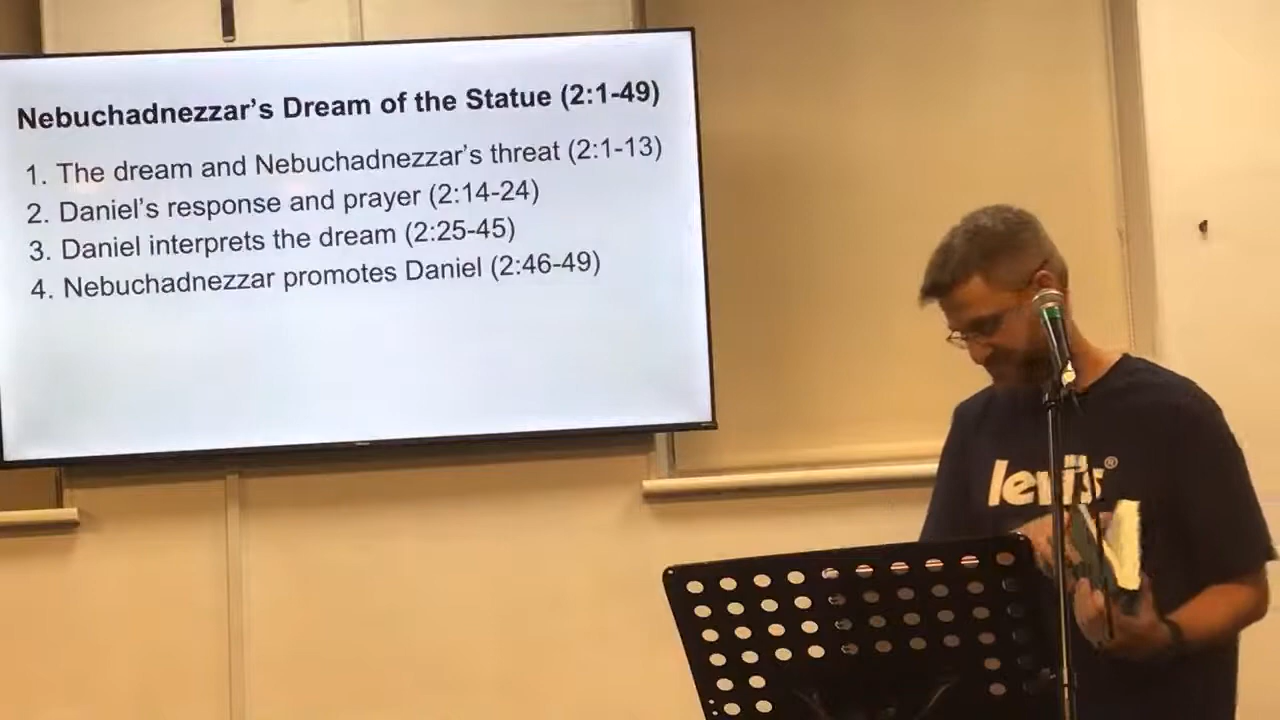 Nebuchadnezzar's Dream of the Statue (2:1-49)
1. The dream and Nebuchadnezzar's threat (2:1-13)
2. Daniel's response and prayer (2:14-24)
3. Daniel interprets the dream (2:25-45)
4. Nebuchadnezzar promotes Daniel (2:46-49)
levi's®